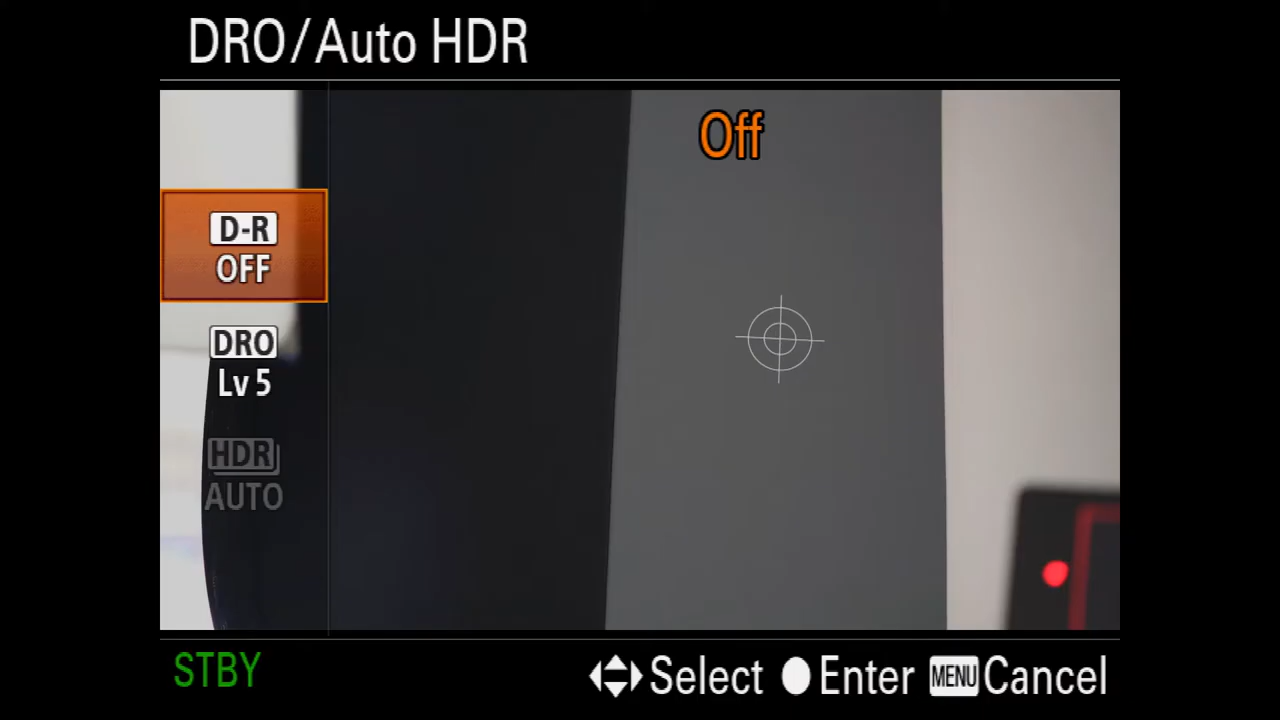 DRO/Auto HDR
Off
D-R
OFF
DRO
Lv 5
HDR
AUTO
STBY
Select Enter MENU Cancel